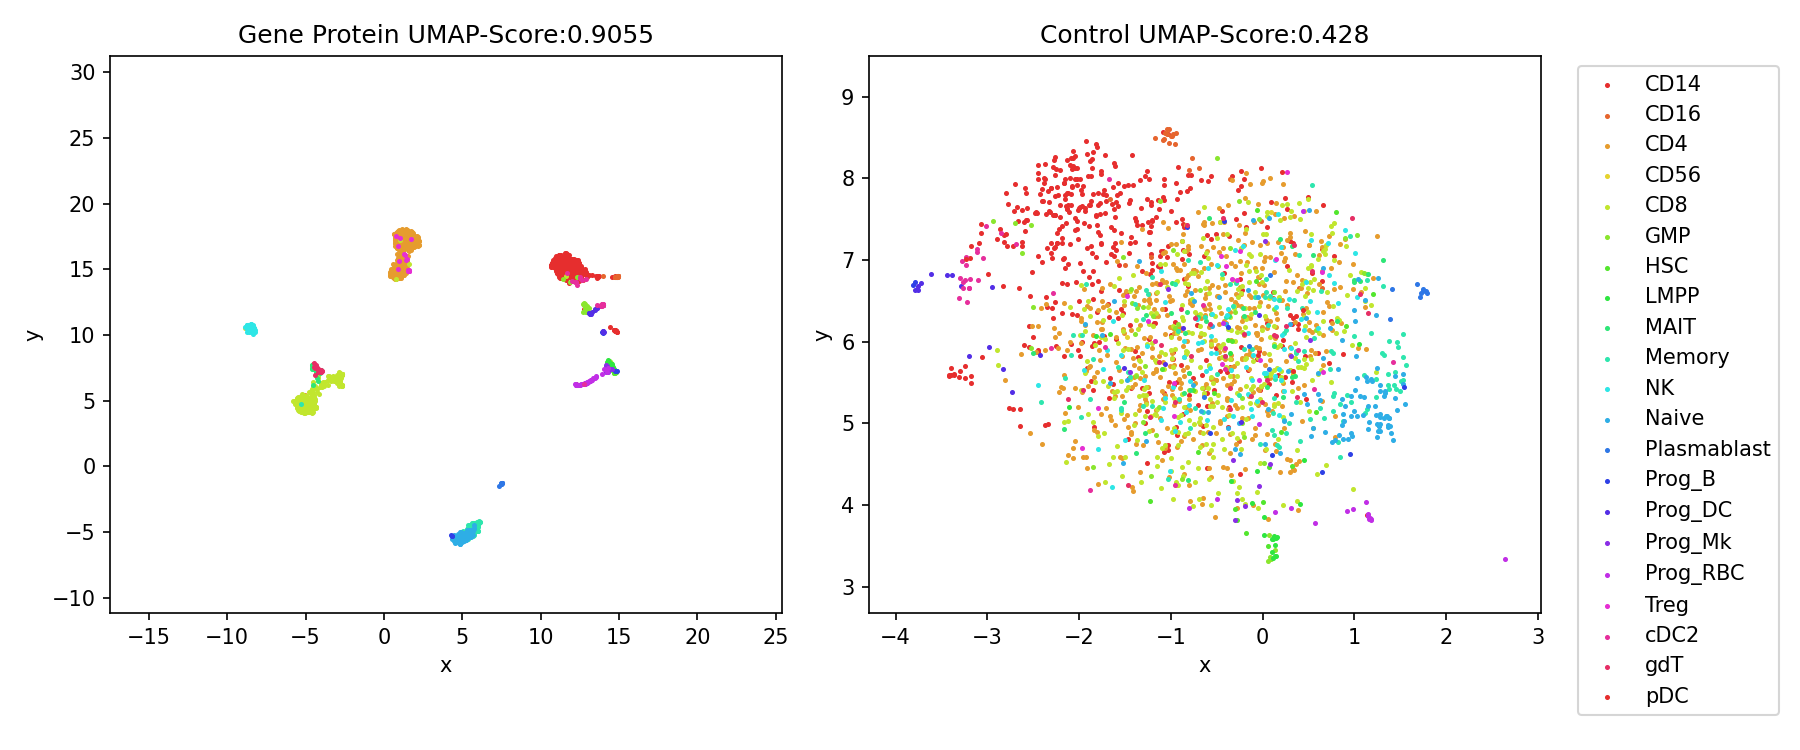 Gene Protein UMAP-Score:0.9055
30
25
20
15
10
5
0
−5
−10
y
−15
−10
−5
0
5
10
15
20
25
x
Control UMAP-Score:0.428
9
8
7
6
5
4
3
y
−4
−3
−2
−1
0
1
2
3
x
CD14
CD16
CD4
CD56
CD8
GMP
HSC
LMPP
MAIT
Memory
NK
Naive
Plasmablast
Prog_B
Prog_DC
Prog_Mk
Prog_RBC
Treg
cDC2
gdT
pDC